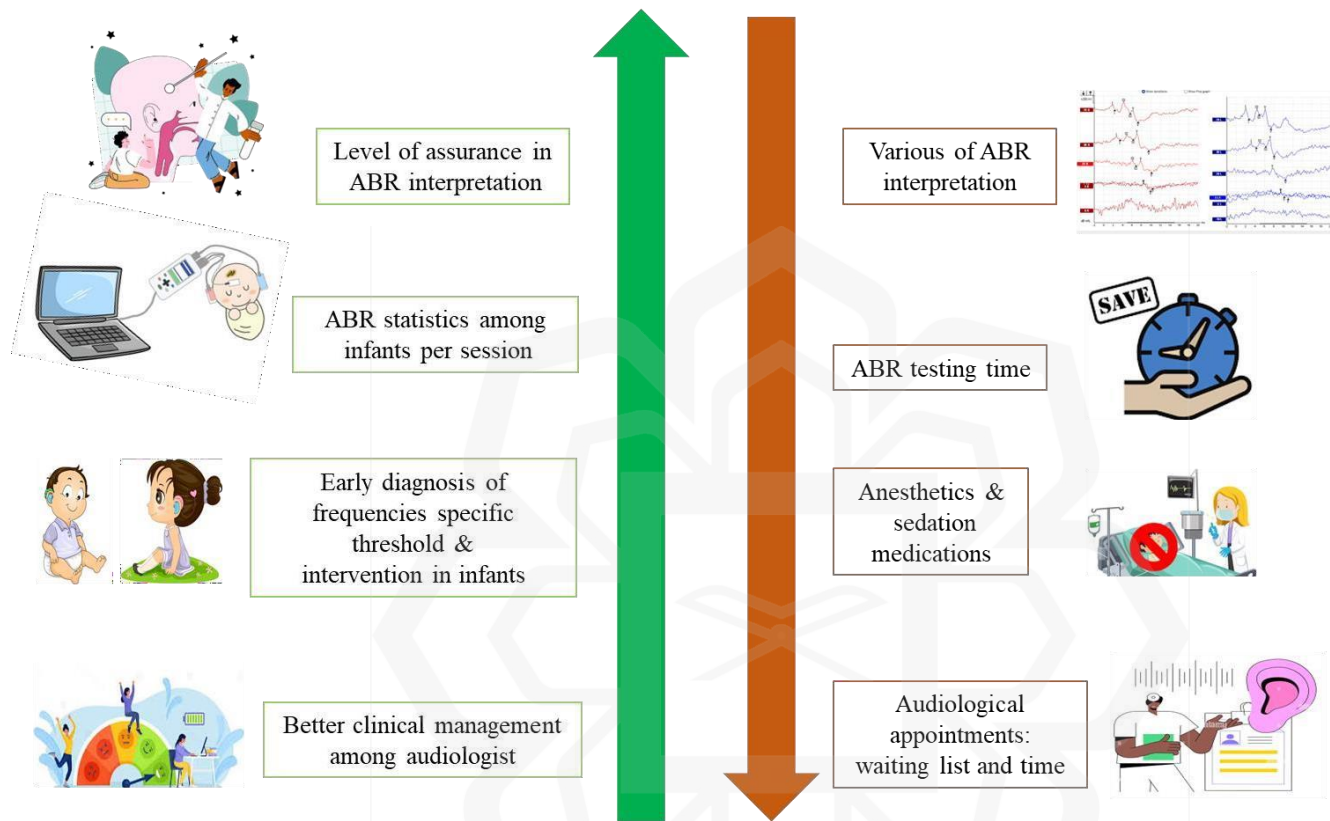 Level of assurance in
ABR interpretation
ABR statistics among
infants per session
Early diagnosis of
frequencies specific
threshold &
intervention in infants
Better clinical management
among audiologist
Various of ABR
interpretation
SAVE
ABR testing time
Anesthetics &
sedation
medications
Audiological
appointments:
waiting list and time